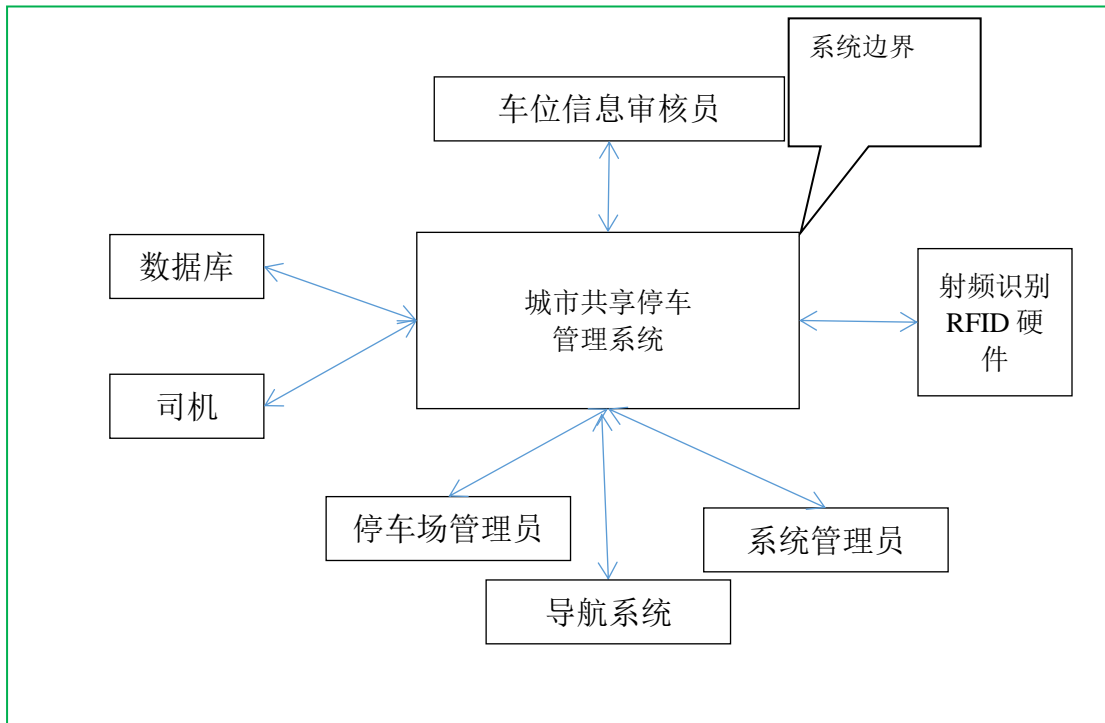 系统边界
车位信息审核员
数据库
城市共享停车
管理系统
射频识别
RFID 硬
件
司机
停车场管理员
系统管理员
导航系统